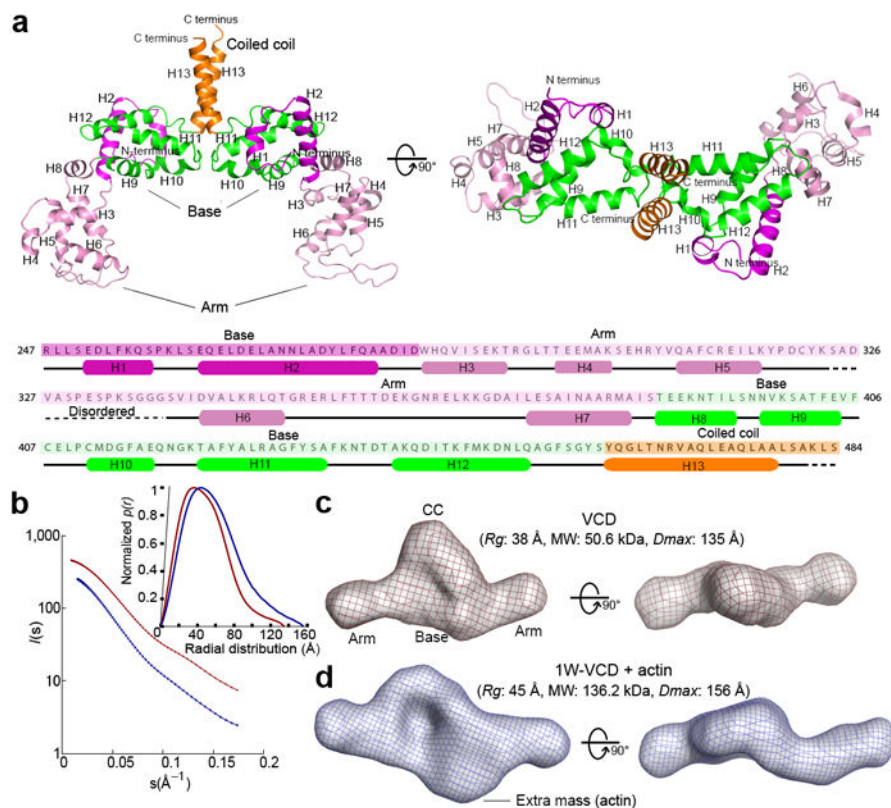 a
C terminus
C terminus
Coiled coil
H13
H13
H2
H2
H12
H12
H11
H11
N terminus
N terminus
H1
H8
H8
H9
H10
H10
H9
H7
H7
H4
H3
H3
H5
H5
H6
H6
H4
Base
Arm
90°
N terminus
H2
H1
H10
H7
H12
H13
H11
H6
H3
H4
H5
H8
H5
H4
H9
C terminus
H8
H9
H7
H3
H11
C terminus
H13
H10
H12
H1
N terminus
H2
Base Arm
247 RLLSEDLFKQSPKLSEQELDELANNLADYLFQAADIDWHQVISEKTRGLTTEEMAKSEHRYVQAFCREILKYPDCYKSAD 326
H1 H2 H3 H4 H5
Arm Base
327 VASPESPKSGGGSVIDVALKRLQTGRERLFTTTDEKGNRELKKGDAILESAINAARMAISTEEKNTILSNNVKSATFEVF 406
Disordered H6 H7 H8 H9
Base Coiled coil
407 CELPCMDGFAEQNGKTAFYALRAGFYSAFKNTDTAKQDITKFMKDNLQAGFSGYSYQGLTNRVAQLEAQLAALSAKLS 484
H10 H11 H12 H13
b
I(s)
1,000
100
10
1
0 0.05 0.1 0.15 0.2
s(Å⁻¹)
Normalized p(r)
1
0.8
0.6
0.4
0.2
0 40 80 120 160
Radial distribution (Å)
c
VCD
(Rg: 38 Å, MW: 50.6 kDa, Dmax: 135 Å)
CC
Arm
Base
Arm
90°
d
1W-VCD + actin
(Rg: 45 Å, MW: 136.2 kDa, Dmax: 156 Å)
90°
Extra mass (actin)